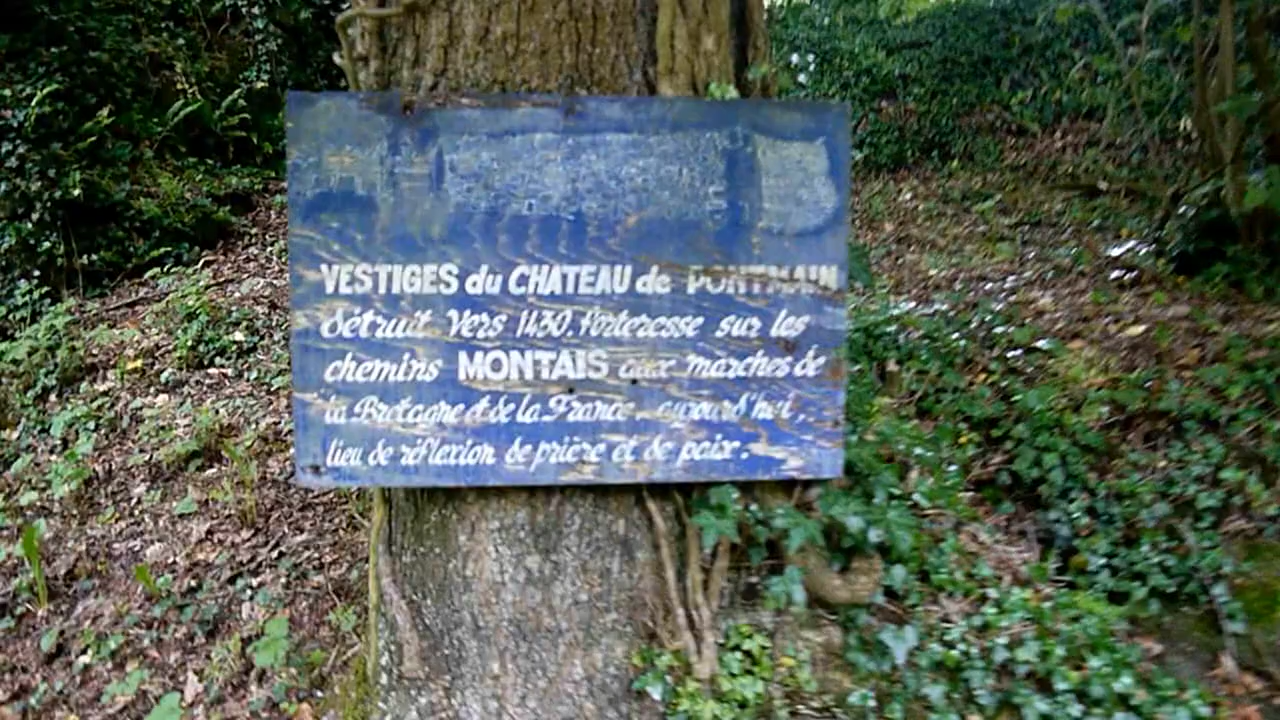 VESTIGES du CHATEAU de PONTMAIN
détruit Vers 1430. forteresse sur les
chemins MONTAIS aux marches de
la Bretagne et de la France, aujourd'hui,
lieu de réflexion de prière et de paix.